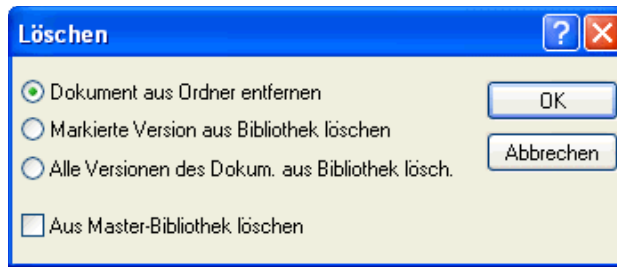 Löschen
Dokument aus Ordner entfernen
OK
Markierte Version aus Bibliothek löschen
Abbrechen
Alle Versionen des Dokum. aus Bibliothek lösch.
Aus Master-Bibliothek löschen